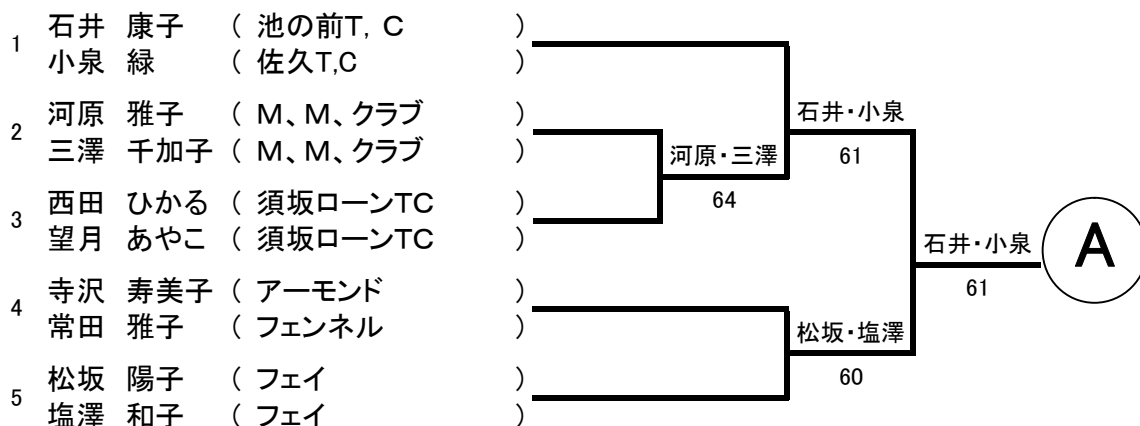 1
石井 康子 ( 池の前T, C )
小泉 緑 ( 佐久T,C )
2
河原 雅子 ( M、M、クラブ )
三澤 千加子 ( M、M、クラブ )
3
西田 ひかる ( 須坂ローンTC )
望月 あやこ ( 須坂ローンTC )
4
寺沢 寿美子 ( アーモンド )
常田 雅子 ( フェンネル )
5
松坂 陽子 ( フェイ )
塩澤 和子 ( フェイ )
河原・三澤
64
石井・小泉
61
松坂・塩澤
60
石井・小泉
61
A